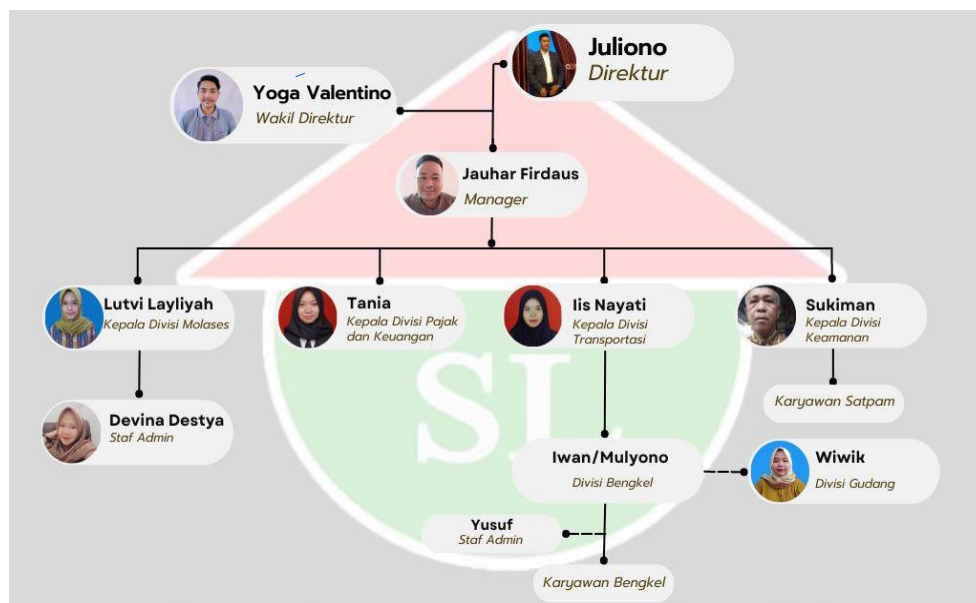 Juliono
Direktur
Yoga Valentino
Wakil Direktur
Jauhar Firdaus
Manager
Lutvi Layliyah
Kepala Divisi Molases
Tania
Kepala Divisi Pajak
dan Keuangan
Iis Nayati
Kepala Divisi
Transportasi
Sukiman
Kepala Divisi
Keamanan
Karyawan Satpam
Devina Destya
Staf Admin
SL
Iwan/Mulyono
Divisi Bengkel
Wiwik
Divisi Gudang
Yusuf
Staf Admin
Karyawan Bengkel